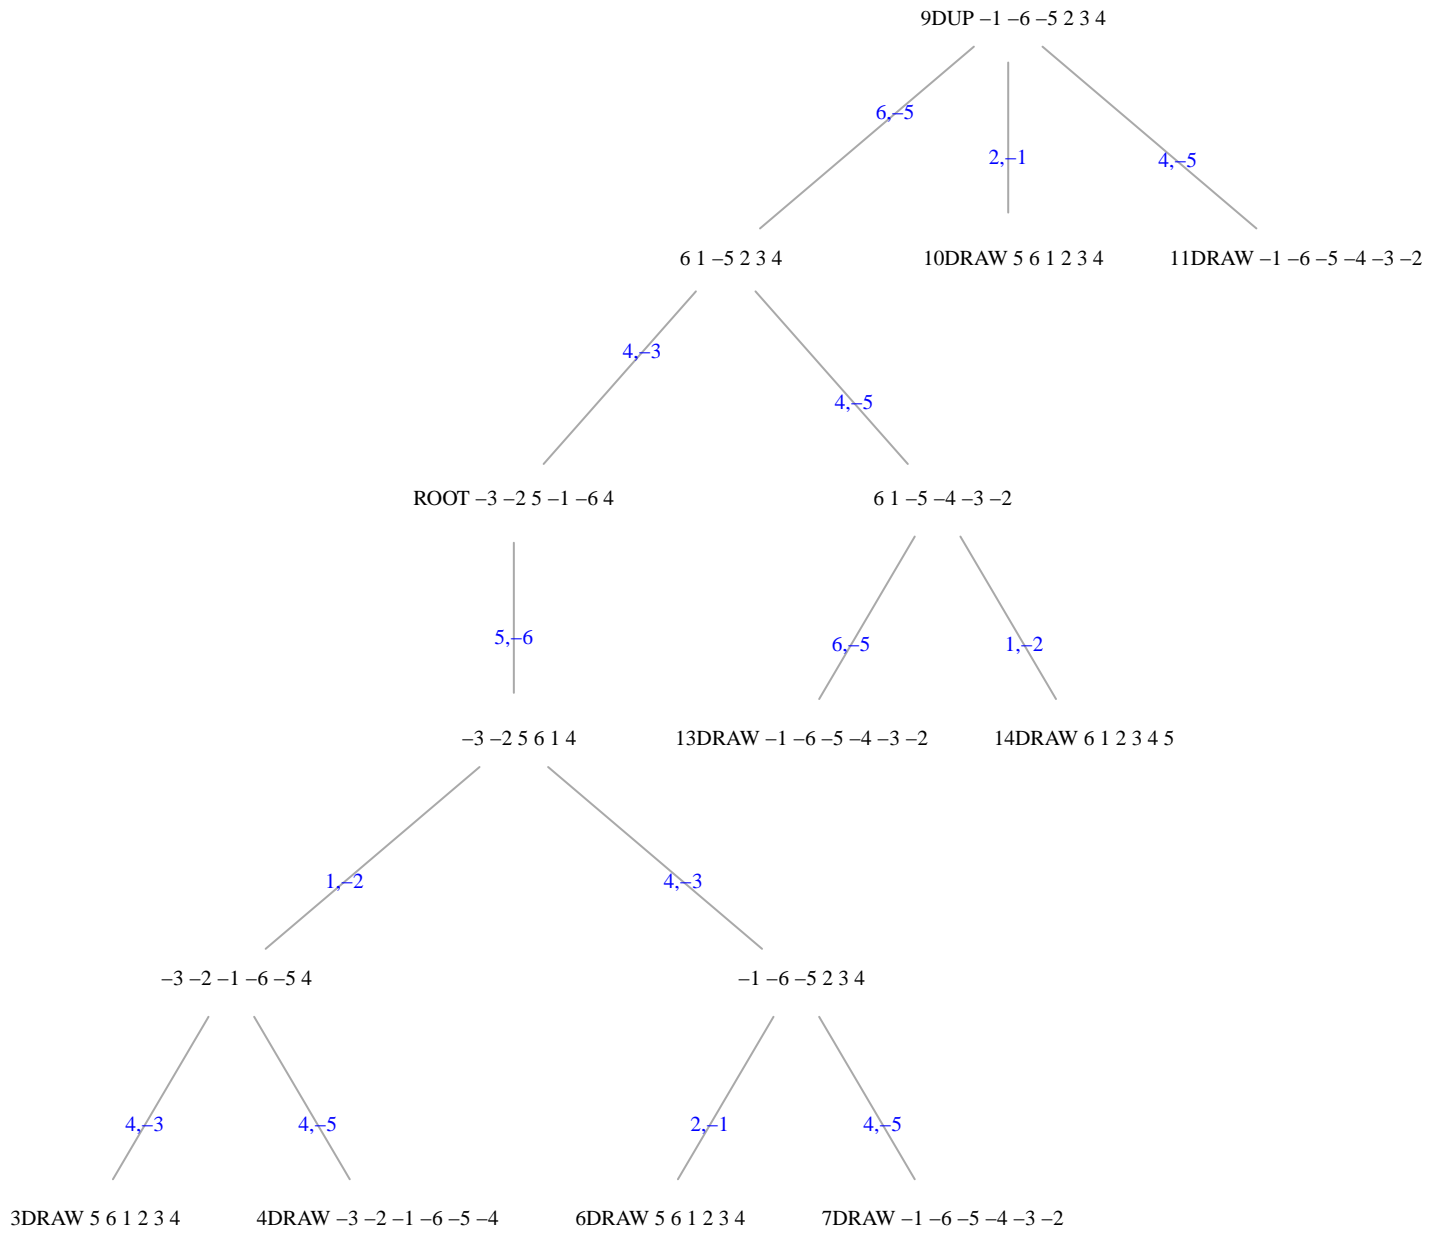 9DUP –1 –6 –5 2 3 4
6,–5
2,–1
4,–5
6 1 –5 2 3 4
10DRAW 5 6 1 2 3 4
11DRAW –1 –6 –5 –4 –3 –2
4,–3
4,–5
ROOT –3 –2 5 –1 –6 4
6 1 –5 –4 –3 –2
5,–6
6,–5
1,–2
–3 –2 5 6 1 4
13DRAW –1 –6 –5 –4 –3 –2
14DRAW 6 1 2 3 4 5
1,–2
4,–3
–3 –2 –1 –6 –5 4
–1 –6 –5 2 3 4
4,–3
4,–5
2,–1
4,–5
3DRAW 5 6 1 2 3 4
4DRAW –3 –2 –1 –6 –5 –4
6DRAW 5 6 1 2 3 4
7DRAW –1 –6 –5 –4 –3 –2